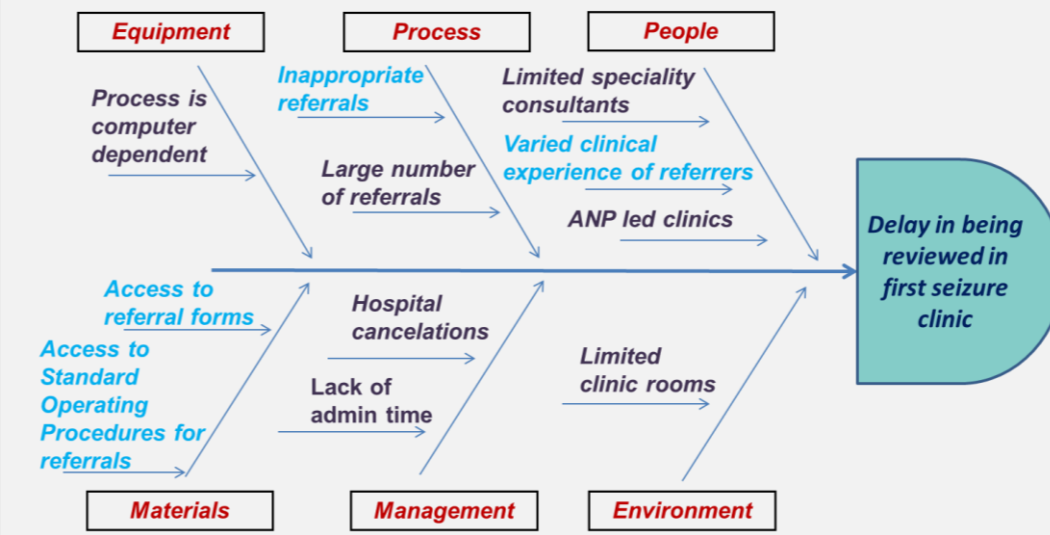 Equipment
Process
People
Process is
computer
dependent
Inappropriate
referrals
Large number
of referrals
Limited speciality
consultants
Varied clinical
experience of referrers
ANP led clinics
Delay in being
reviewed in
first seizure
clinic
Access to
referral forms
Access to
Standard
Operating
Procedures for
referrals
Hospital
cancelations
Lack of
admin time
Limited
clinic rooms
Materials
Management
Environment